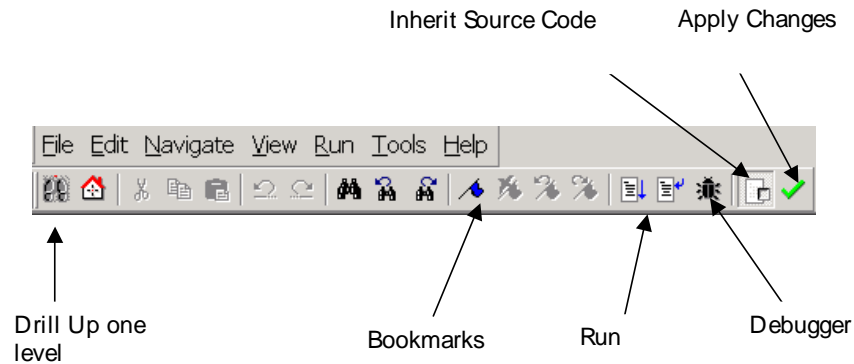 Inherit Source Code
Apply Changes
File Edit Navigate View Run Tools Help
Drill Up one
level
Bookmarks
Run
Debugger